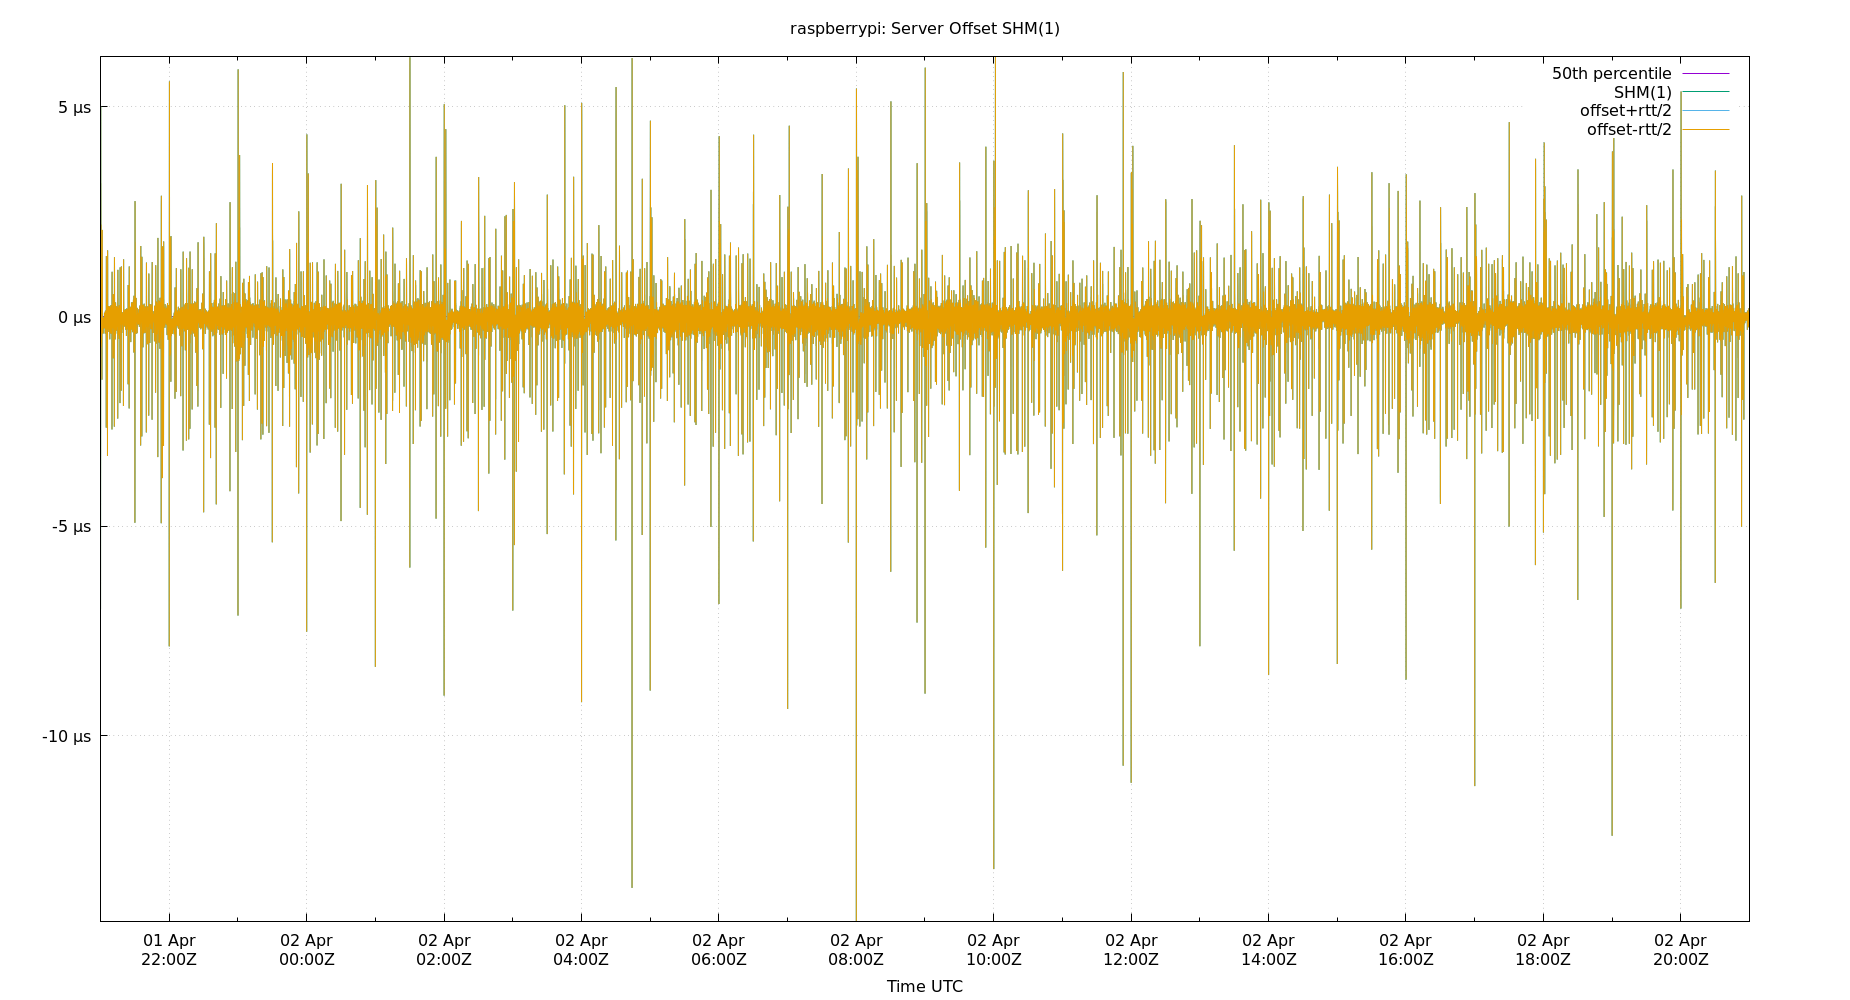 raspberrypi: Server Offset SHM(1)
50th percentile
SHM(1)
offset+rtt/2
offset-rtt/2
5 µs
0 µs
-5 µs
-10 µs
01 Apr 02 Apr 02 Apr 02 Apr 02 Apr 02 Apr 02 Apr 02 Apr 02 Apr 02 Apr 02 Apr 02 Apr
22:00Z 00:00Z 02:00Z 04:00Z 06:00Z 08:00Z 10:00Z 12:00Z 14:00Z 16:00Z 18:00Z 20:00Z
Time UTC